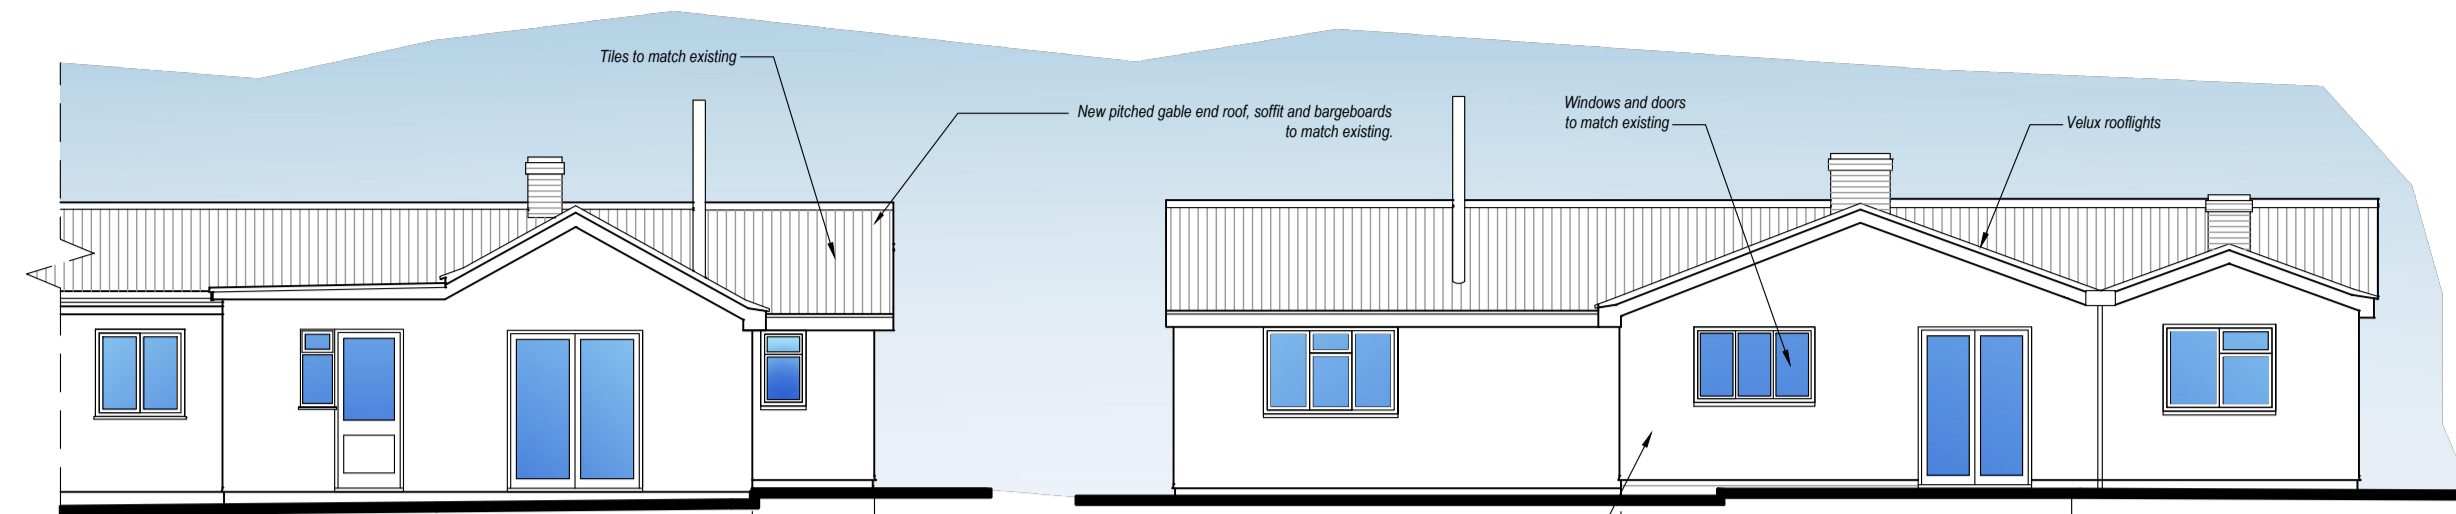 Tiles to match existing
New pitched gable end roof, soffit and bargeboards
to match existing.
Windows and doors
to match existing
Velux rooflights